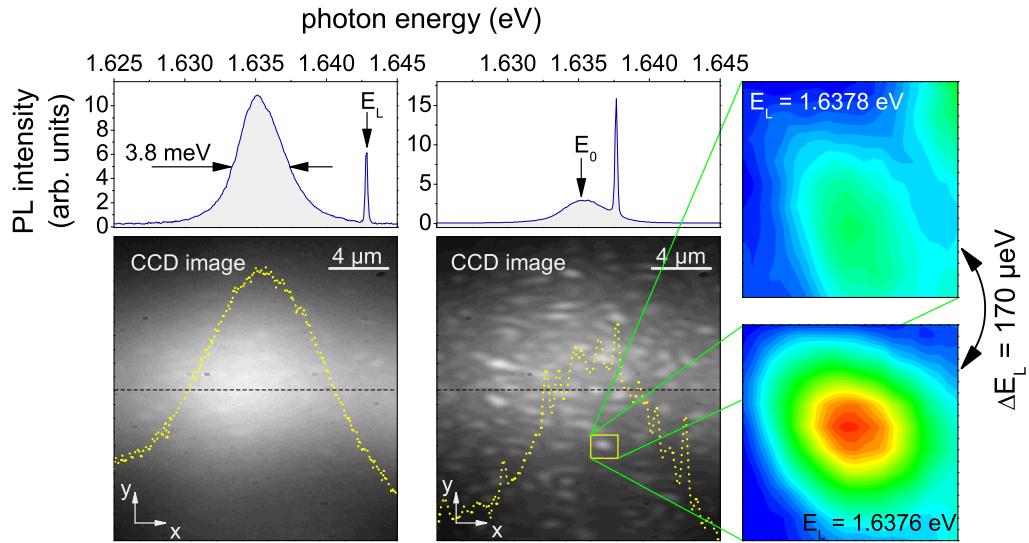 photon energy (eV)
1.625 1.630 1.635 1.640 1.645
1.630 1.635 1.640 1.645
PL intensity
(arb. units)
10
8
6
4
2
0
3.8 meV
E_L
15
10
5
0
E_0
E_L = 1.6378 eV
CCD image
4 µm
y
x
CCD image
4 µm
y
x
E_L = 1.6376 eV
ΔE_L = 170 µeV